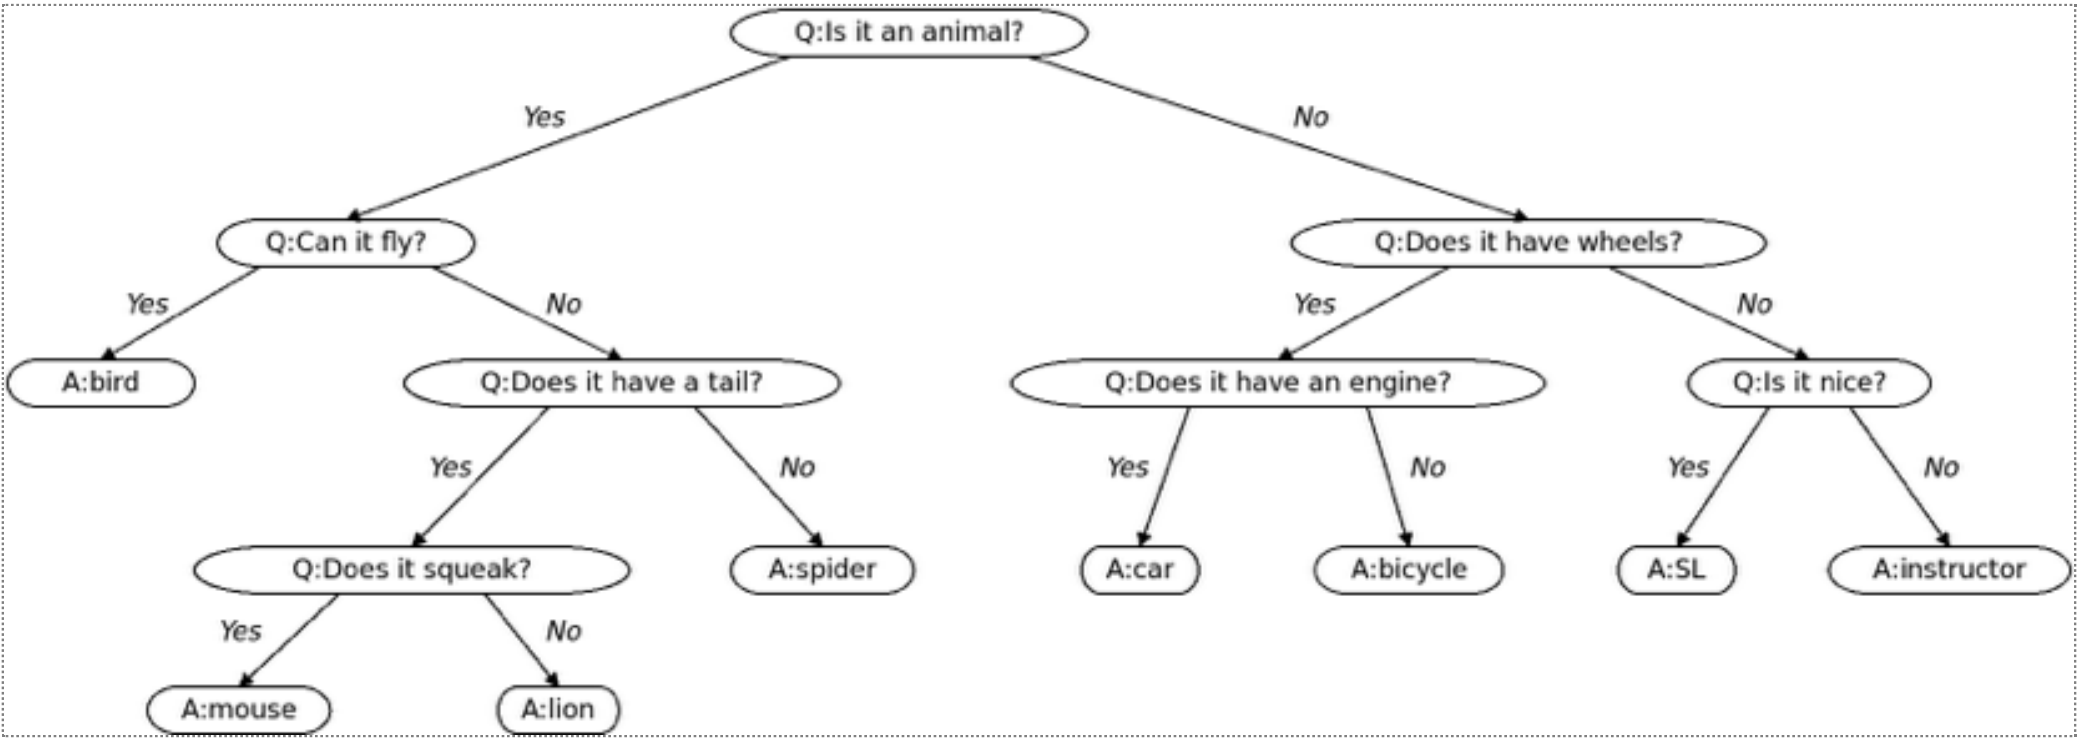 Q:Is it an animal?
Yes
No
Q:Can it fly?
Q:Does it have wheels?
Yes
No
Yes
No
A:bird
Q:Does it have a tail?
Q:Does it have an engine?
Q:Is it nice?
Yes
No
Yes
No
Yes
No
Q:Does it squeak?
A:spider
A:car
A:bicycle
A:SL
A:instructor
Yes
No
A:mouse
A:lion